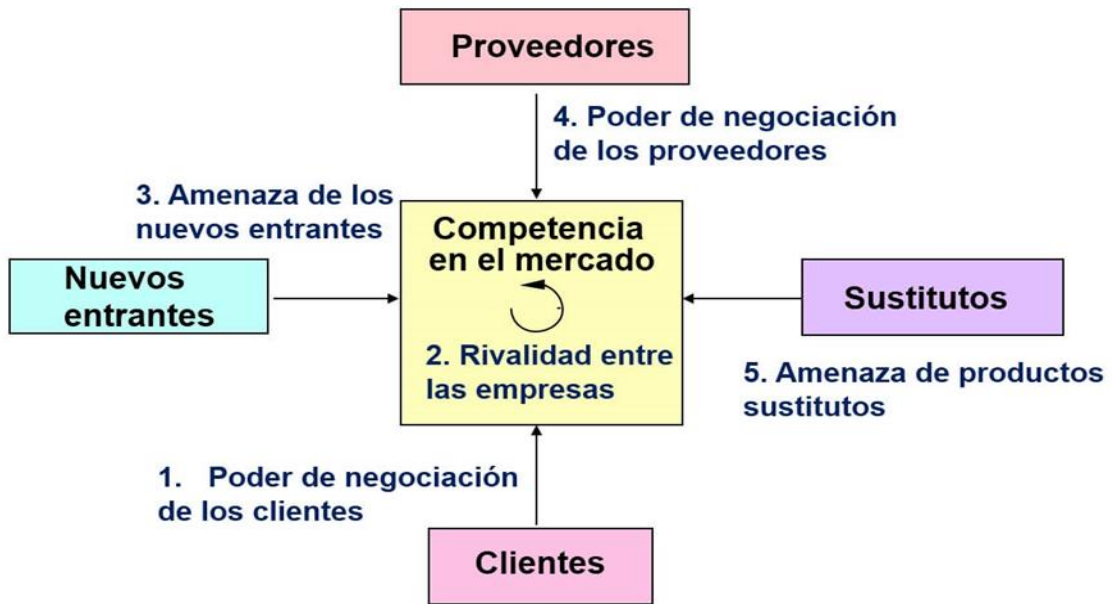 Proveedores
4. Poder de negociación
de los proveedores
3. Amenaza de los
nuevos entrantes
Competencia
en el mercado
Nuevos
entrantes
Sustitutos
2. Rivalidad entre
las empresas
5. Amenaza de productos
sustitutos
1. Poder de negociación
de los clientes
Clientes